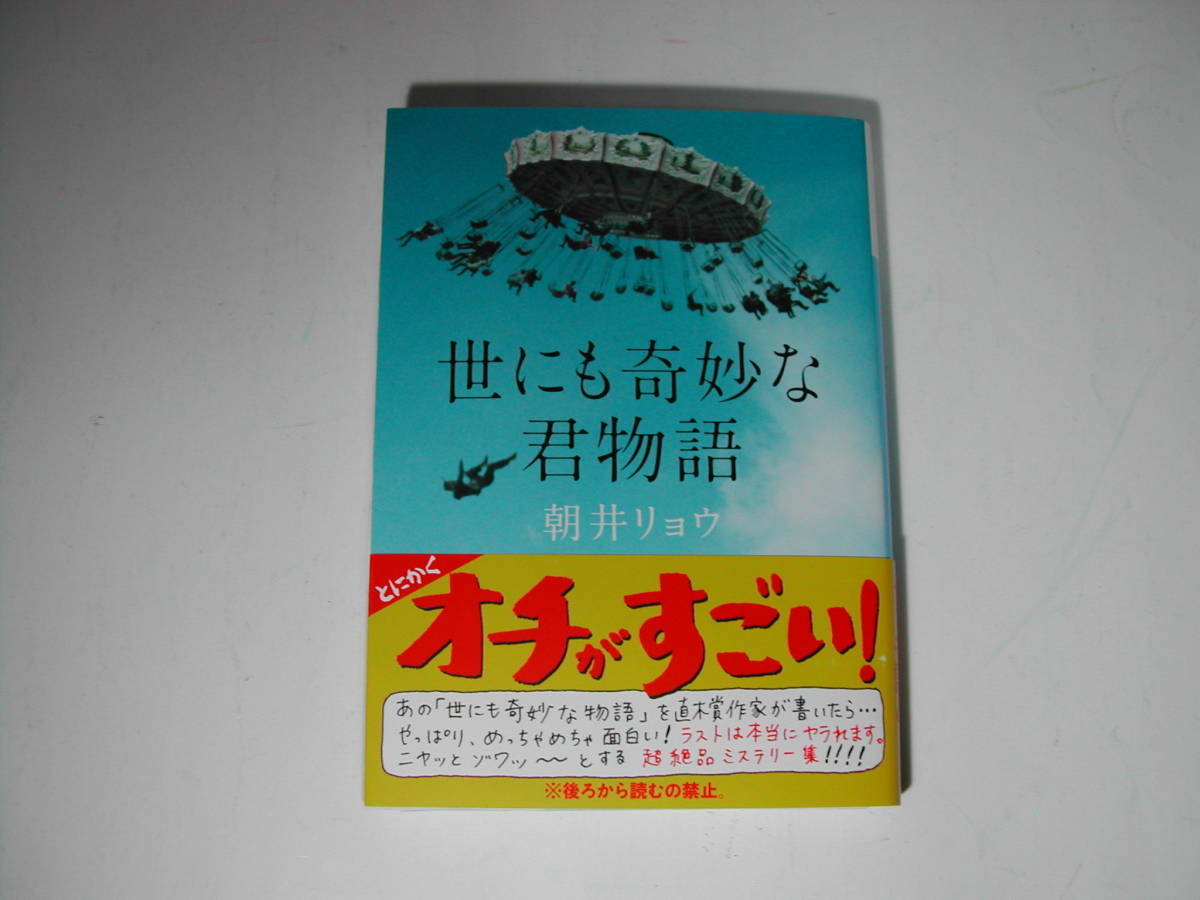 世にも奇妙な
君物語
朝井リョウ
とにかく
オチがすごい!
あの「世にも奇妙な物語」を直木賞作家が書いたら…
やっぱり、めっちゃめちゃ面白い!ラストは本当にヤラれます。
ニヤッとゾワッ〜〜とする超絶品ミステリー集!!!!
※後ろから読むの禁止。